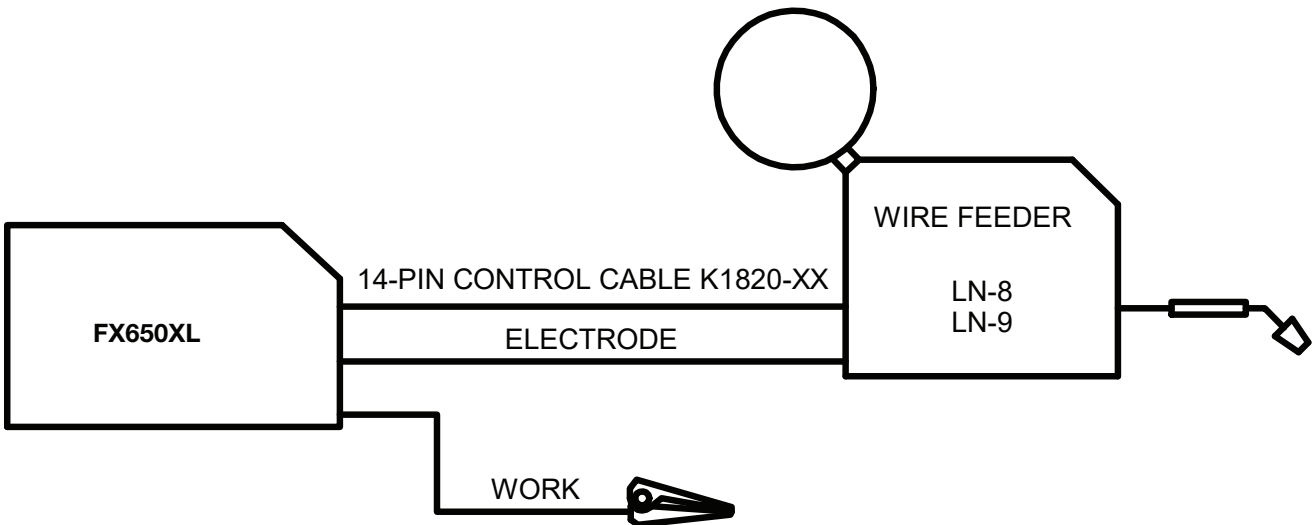 WIRE FEEDER
14-PIN CONTROL CABLE K1820-XX
LN-8
LN-9
FX650XL
ELECTRODE
WORK